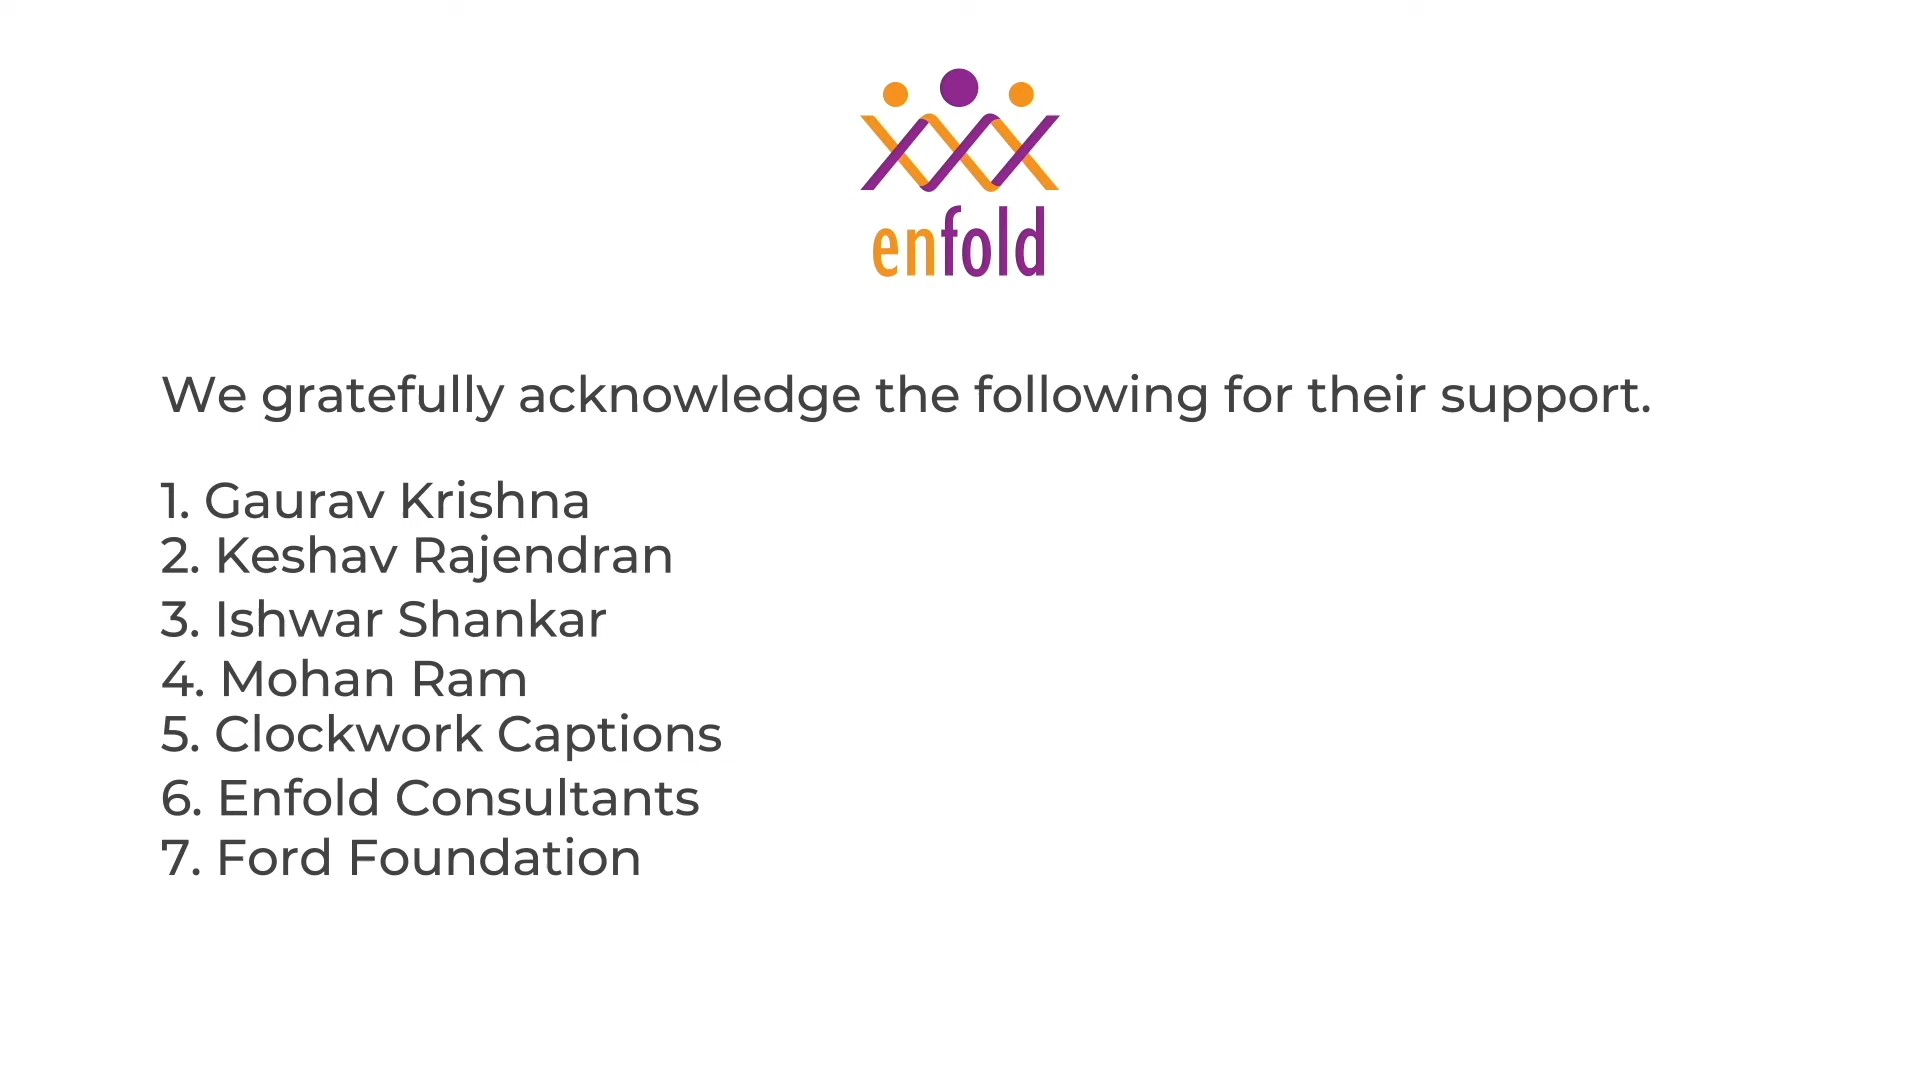 enfold
We gratefully acknowledge the following for their support.
1. Gaurav Krishna
2. Keshav Rajendran
3. Ishwar Shankar
4. Mohan Ram
5. Clockwork Captions
6. Enfold Consultants
7. Ford Foundation